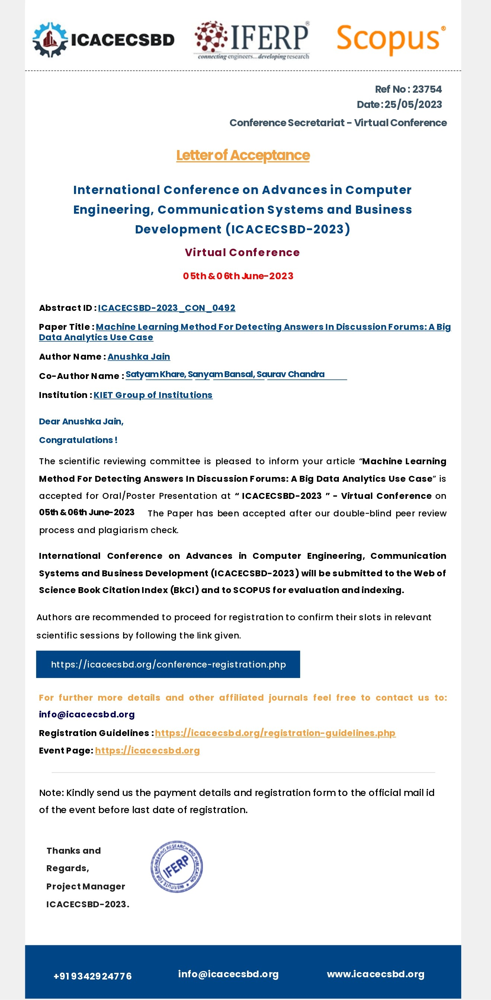 ICACECSBD
IFERP®
connecting engineers...developing research
Scopus®
Ref No : 23754
Date : 25/05/2023
Conference Secretariat - Virtual Conference
Letter of Acceptance
International Conference on Advances in Computer
Engineering, Communication Systems and Business
Development (ICACECSBD-2023)
Virtual Conference
05th & 06th June-2023
Abstract ID : ICACECSBD-2023_CON_0492
Paper Title : Machine Learning Method For Detecting Answers In Discussion Forums: A Big
Data Analytics Use Case
Author Name : Anushka Jain
Co-Author Name : Satyam Khare, Sanyam Bansal, Saurav Chandra
Institution : KIET Group of Institutions
Dear Anushka Jain,
Congratulations !
The scientific reviewing committee is pleased to inform your article “Machine Learning
Method For Detecting Answers In Discussion Forums: A Big Data Analytics Use Case” is
accepted for Oral/Poster Presentation at “ ICACECSBD-2023 ” - Virtual Conference on
05th & 06th June-2023 The Paper has been accepted after our double-blind peer review
process and plagiarism check.
International Conference on Advances in Computer Engineering, Communication
Systems and Business Development (ICACECSBD-2023) will be submitted to the Web of
Science Book Citation Index (BkCI) and to SCOPUS for evaluation and indexing.
Authors are recommended to proceed for registration to confirm their slots in relevant
scientific sessions by following the link given.
https://icacecsbd.org/conference-registration.php
For further more details and other affiliated journals feel free to contact us to:
info@icacecsbd.org
Registration Guidelines : https://icacecsbd.org/registration-guidelines.php
Event Page: https://icacecsbd.org
Note: Kindly send us the payment details and registration form to the official mail id
of the event before last date of registration.
Thanks and
Regards,
Project Manager
ICACECSBD-2023.
INSTITUTE FOR ENGINEERING RESEARCH AND PUBLICATION
IFERP
+91 9342924776
info@icacecsbd.org
www.icacecsbd.org